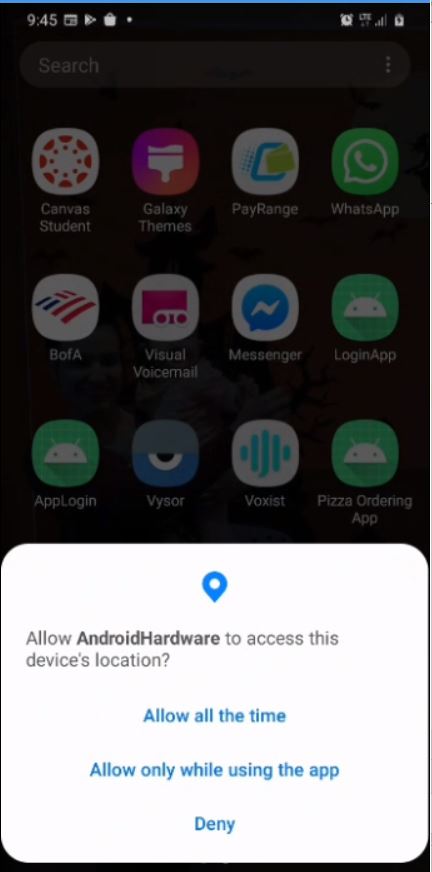 9:45
LTE
Search
Canvas
Student
Galaxy
Themes
PayRange
WhatsApp
BofA
Visual
Voicemail
Messenger
LoginApp
AppLogin
Vysor
Voxist
Pizza Ordering
App
Allow AndroidHardware to access this
device's location?
Allow all the time
Allow only while using the app
Deny